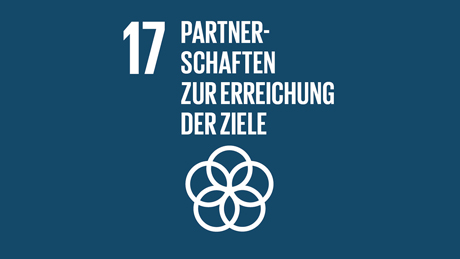 17 PARTNER-
SCHAFTEN
ZUR ERREICHUNG
DER ZIELE